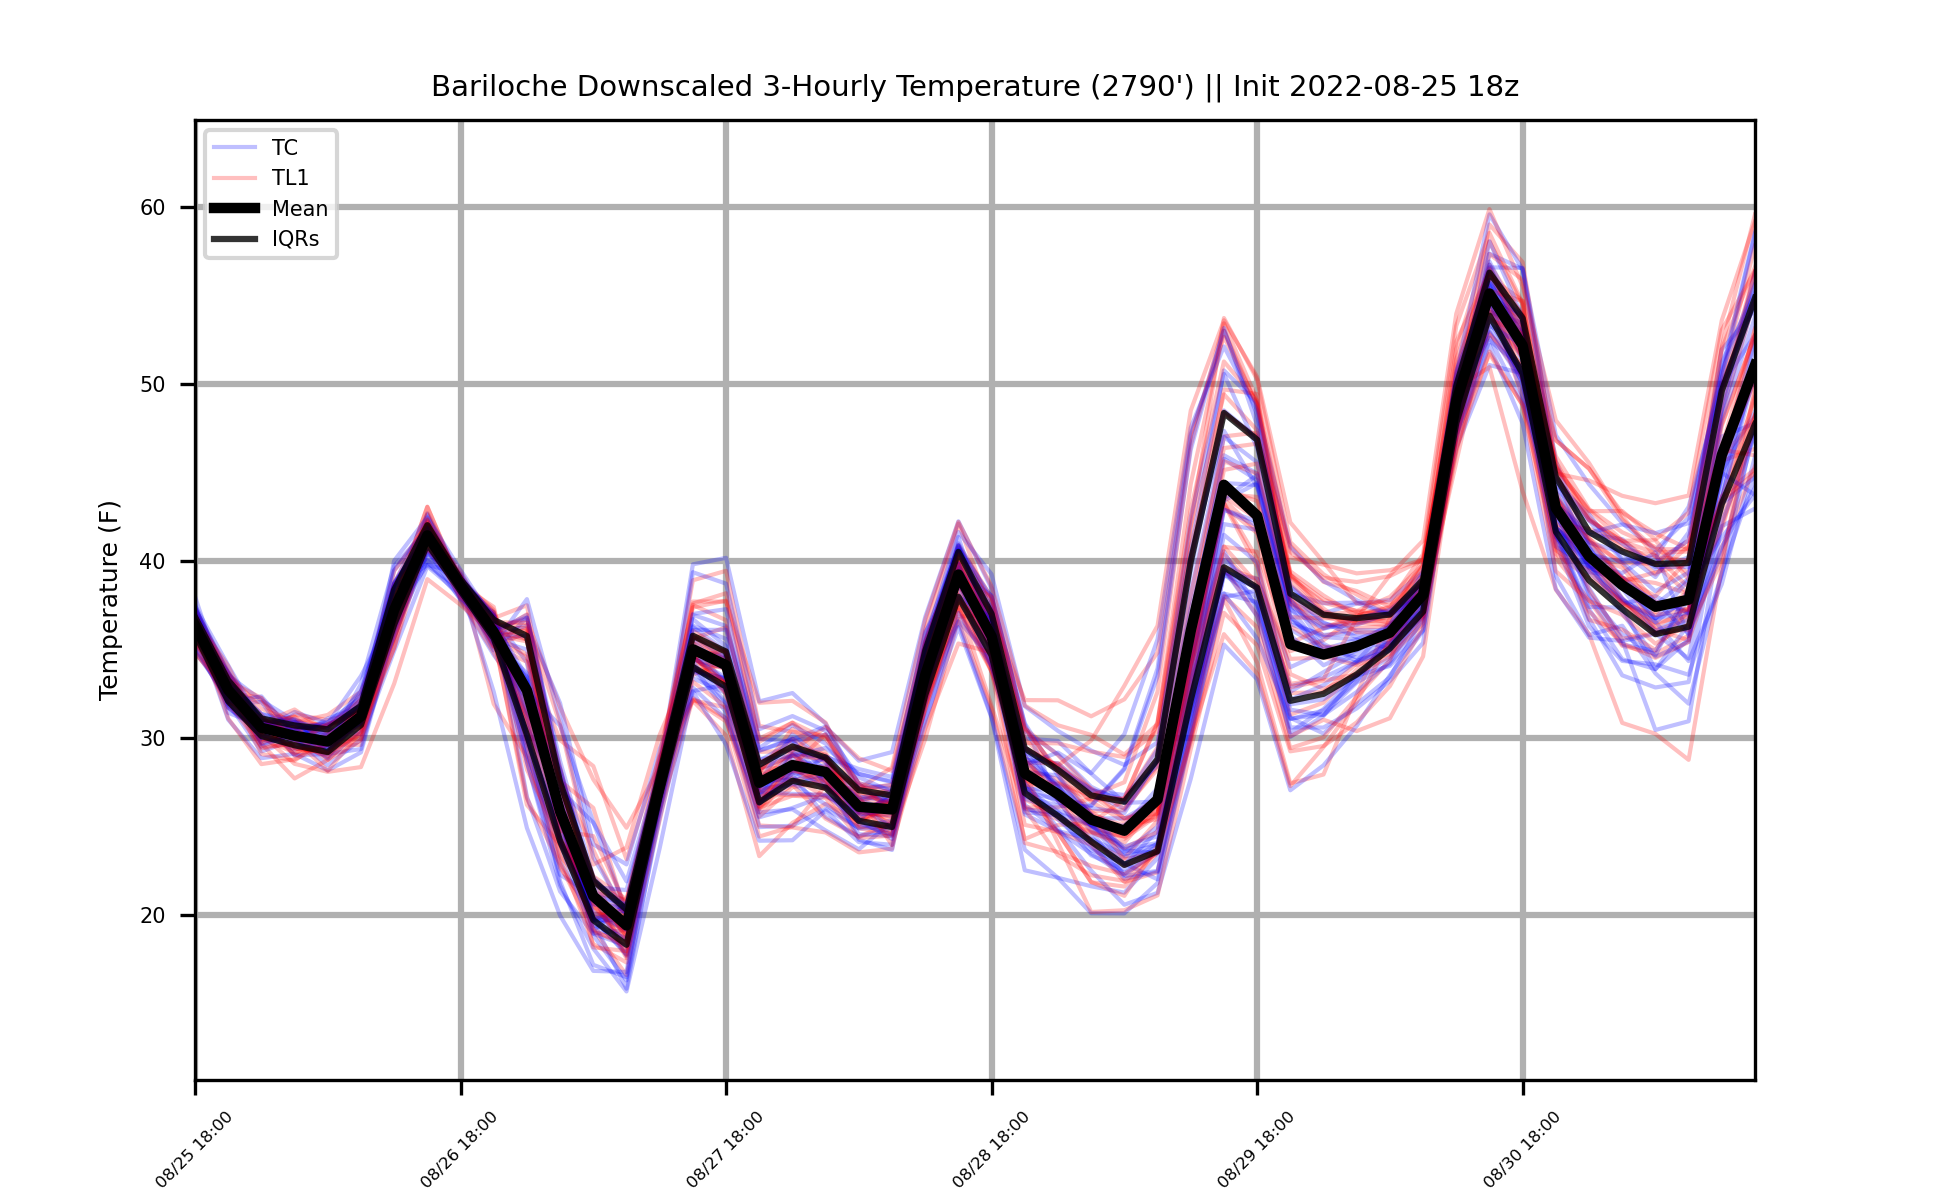 Bariloche Downscaled 3-Hourly Temperature (2790') || Init 2022-08-25 18z
TC
TL1
Mean
IQRs
Temperature (F)
60
50
40
30
20
08/25 18:00
08/26 18:00
08/27 18:00
08/28 18:00
08/29 18:00
08/30 18:00